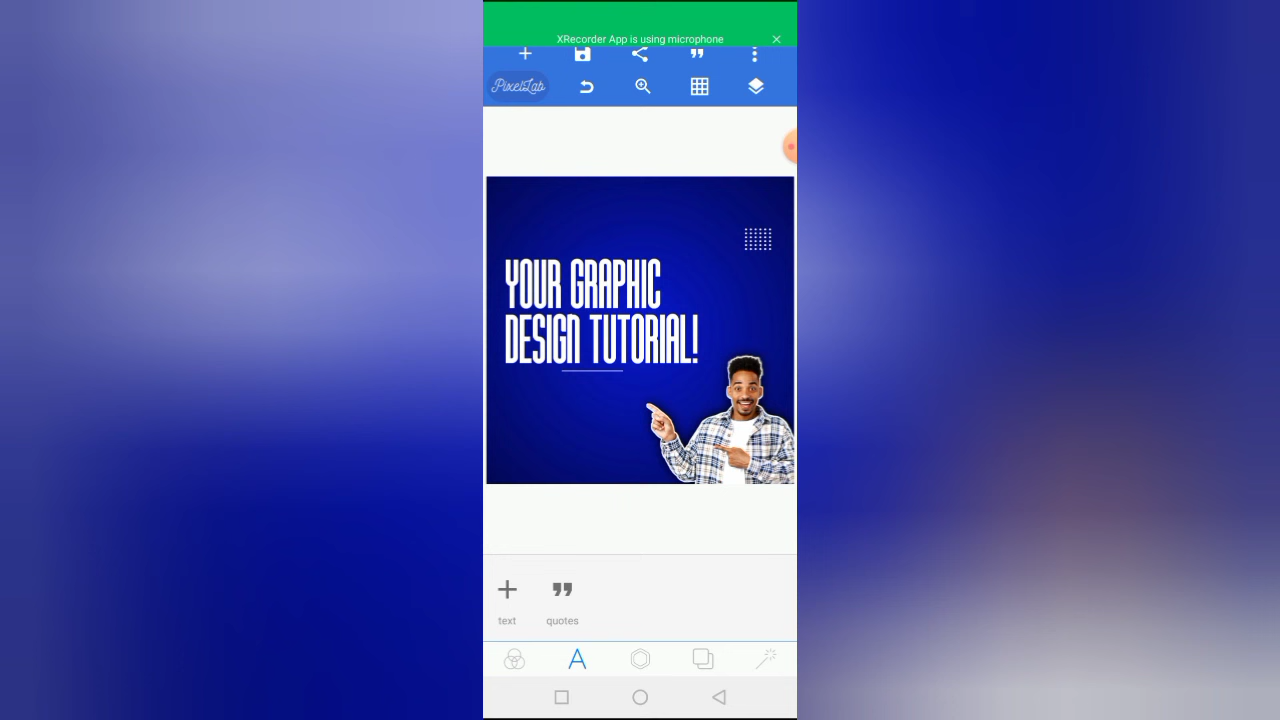 XRecorder App is using microphone
PixelLab
YOUR GRAPHIC
DESIGN TUTORIAL!
text quotes